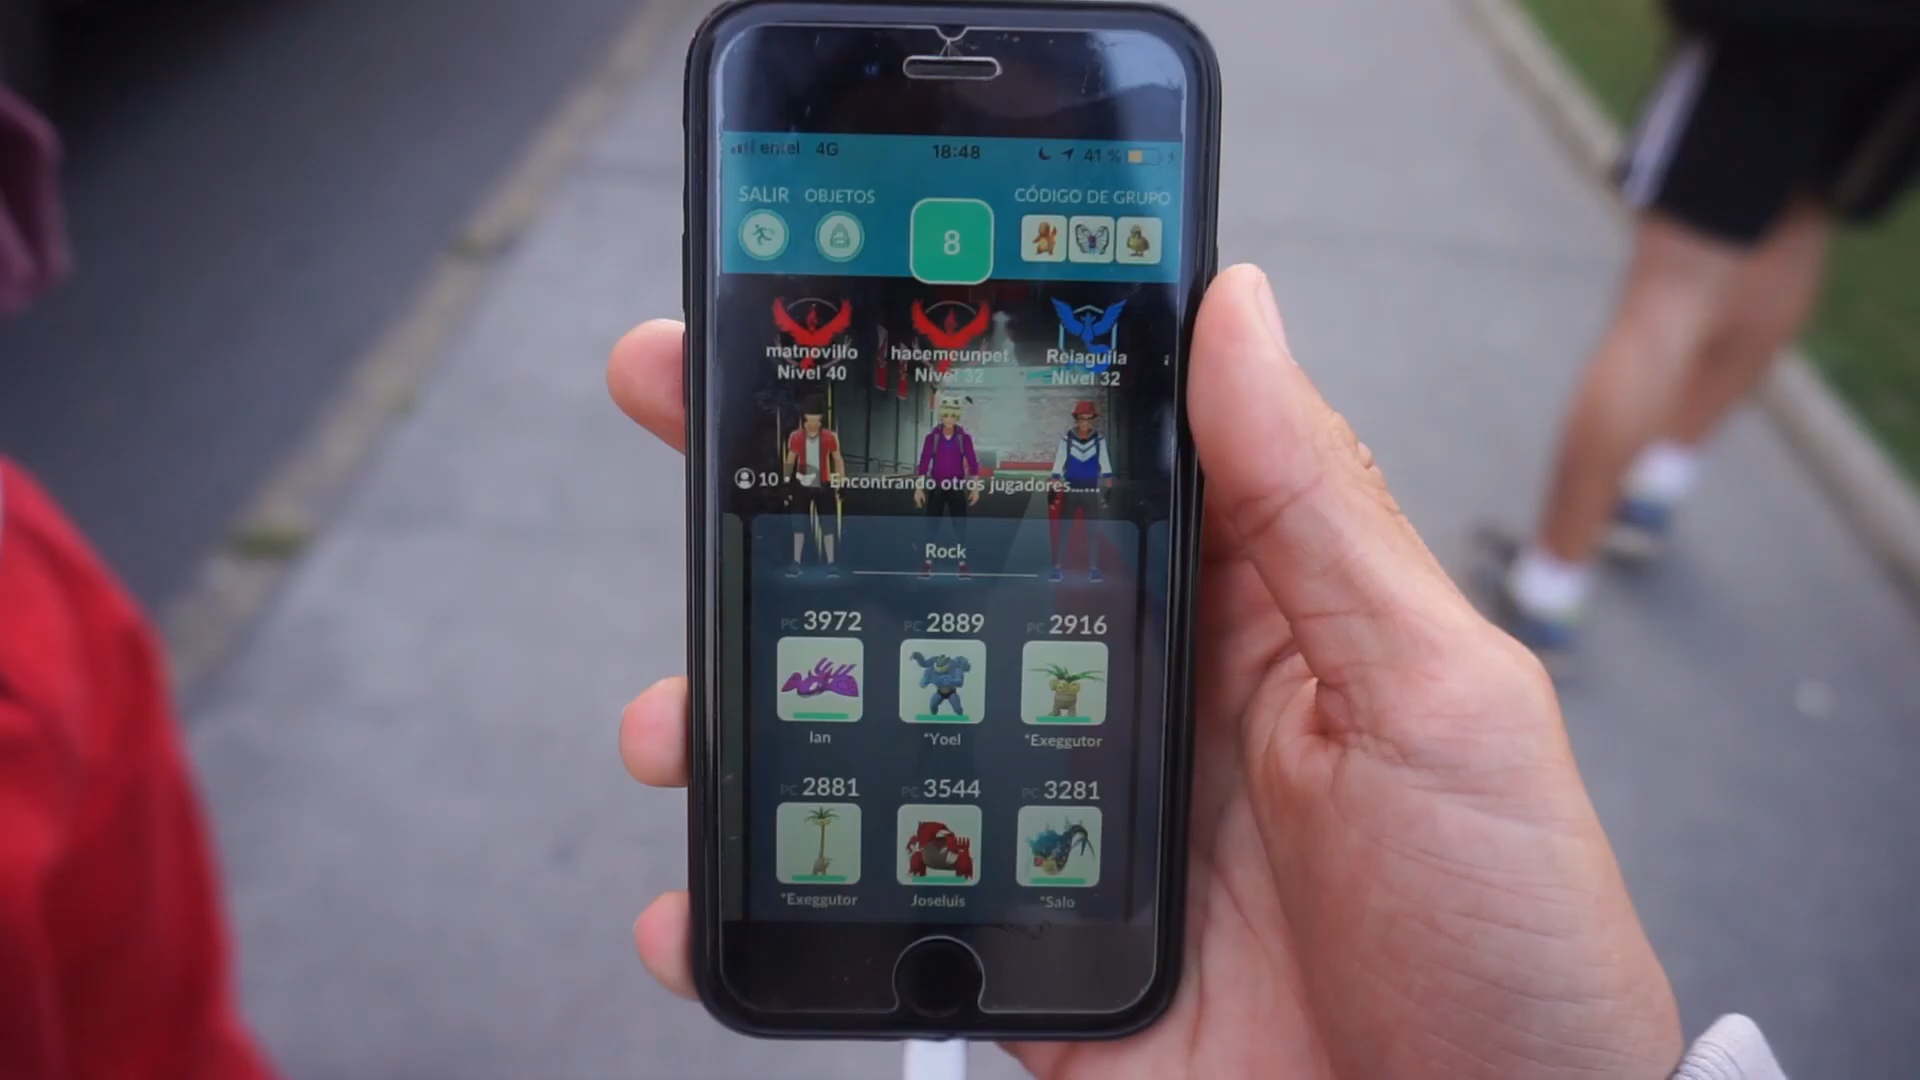 entel 4G 18:48 41 %
SALIR OBJETOS CÓDIGO DE GRUPO
8
matnovillo hacemeunpet Relaguila
Nivel 40 Nivel 32 Nivel 32
10 Encontrando otros jugadores......
Rock
PC 3972 PC 2889 PC 2916
Ian *Yoel *Exeggutor
PC 2881 PC 3544 PC 3281
*Exeggutor Joseluis *Salo